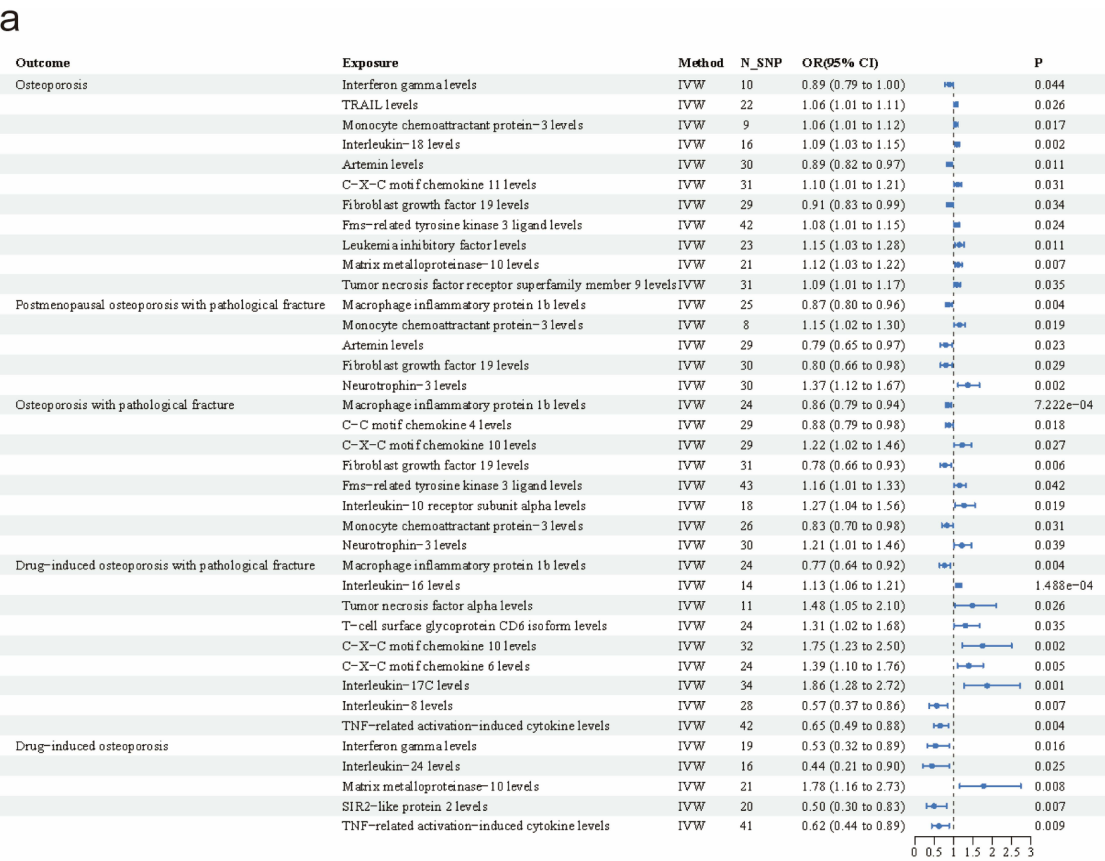 a
Outcome Exposure Method N_SNP OR(95% CI) P
Osteoporosis Interferon gamma levels IVW 10 0.89 (0.79 to 1.00) 0.044
TRAIL levels IVW 22 1.06 (1.01 to 1.11) 0.026
Monocyte chemoattractant protein−3 levels IVW 9 1.06 (1.01 to 1.12) 0.017
Interleukin−18 levels IVW 16 1.09 (1.03 to 1.15) 0.002
Artemin levels IVW 30 0.89 (0.82 to 0.97) 0.011
C−X−C motif chemokine 11 levels IVW 31 1.10 (1.01 to 1.21) 0.031
Fibroblast growth factor 19 levels IVW 29 0.91 (0.83 to 0.99) 0.034
Fms−related tyrosine kinase 3 ligand levels IVW 42 1.08 (1.01 to 1.15) 0.024
Leukemia inhibitory factor levels IVW 23 1.15 (1.03 to 1.28) 0.011
Matrix metalloproteinase−10 levels IVW 21 1.12 (1.03 to 1.22) 0.007
Tumor necrosis factor receptor superfamily member 9 levels IVW 31 1.09 (1.01 to 1.17) 0.035
Postmenopausal osteoporosis with pathological fracture Macrophage inflammatory protein 1b levels IVW 25 0.87 (0.80 to 0.96) 0.004
Monocyte chemoattractant protein−3 levels IVW 8 1.15 (1.02 to 1.30) 0.019
Artemin levels IVW 29 0.79 (0.65 to 0.97) 0.023
Fibroblast growth factor 19 levels IVW 30 0.80 (0.66 to 0.98) 0.029
Neurotrophin−3 levels IVW 30 1.37 (1.12 to 1.67) 0.002
Osteoporosis with pathological fracture Macrophage inflammatory protein 1b levels IVW 24 0.86 (0.79 to 0.94) 7.222e−04
C−C motif chemokine 4 levels IVW 29 0.88 (0.79 to 0.98) 0.018
C−X−C motif chemokine 10 levels IVW 29 1.22 (1.02 to 1.46) 0.027
Fibroblast growth factor 19 levels IVW 31 0.78 (0.66 to 0.93) 0.006
Fms−related tyrosine kinase 3 ligand levels IVW 43 1.16 (1.01 to 1.33) 0.042
Interleukin−10 receptor subunit alpha levels IVW 18 1.27 (1.04 to 1.56) 0.019
Monocyte chemoattractant protein−3 levels IVW 26 0.83 (0.70 to 0.98) 0.031
Neurotrophin−3 levels IVW 30 1.21 (1.01 to 1.46) 0.039
Drug−induced osteoporosis with pathological fracture Macrophage inflammatory protein 1b levels IVW 24 0.77 (0.64 to 0.92) 0.004
Interleukin−16 levels IVW 14 1.13 (1.06 to 1.21) 1.488e−04
Tumor necrosis factor alpha levels IVW 11 1.48 (1.05 to 2.10) 0.026
T−cell surface glycoprotein CD6 isoform levels IVW 24 1.31 (1.02 to 1.68) 0.035
C−X−C motif chemokine 10 levels IVW 32 1.75 (1.23 to 2.50) 0.002
C−X−C motif chemokine 6 levels IVW 24 1.39 (1.10 to 1.76) 0.005
Interleukin−17C levels IVW 34 1.86 (1.28 to 2.72) 0.001
Interleukin−8 levels IVW 28 0.57 (0.37 to 0.86) 0.007
TNF−related activation−induced cytokine levels IVW 42 0.65 (0.49 to 0.88) 0.004
Drug−induced osteoporosis Interferon gamma levels IVW 19 0.53 (0.32 to 0.89) 0.016
Interleukin−24 levels IVW 16 0.44 (0.21 to 0.90) 0.025
Matrix metalloproteinase−10 levels IVW 21 1.78 (1.16 to 2.73) 0.008
SIR2−like protein 2 levels IVW 20 0.50 (0.30 to 0.83) 0.007
TNF−related activation−induced cytokine levels IVW 41 0.62 (0.44 to 0.89) 0.009
0 0.5 1 1.5 2 2.5 3